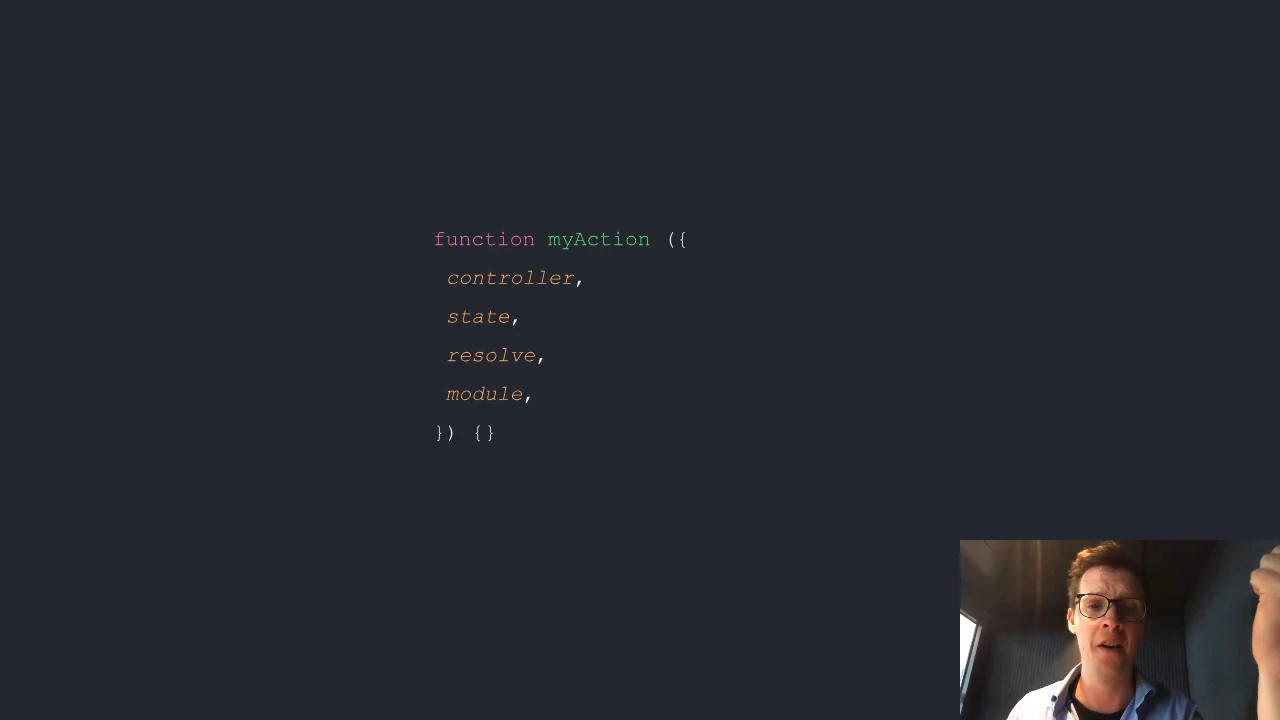 function myAction ({
controller,
state,
resolve,
module,
}) {}